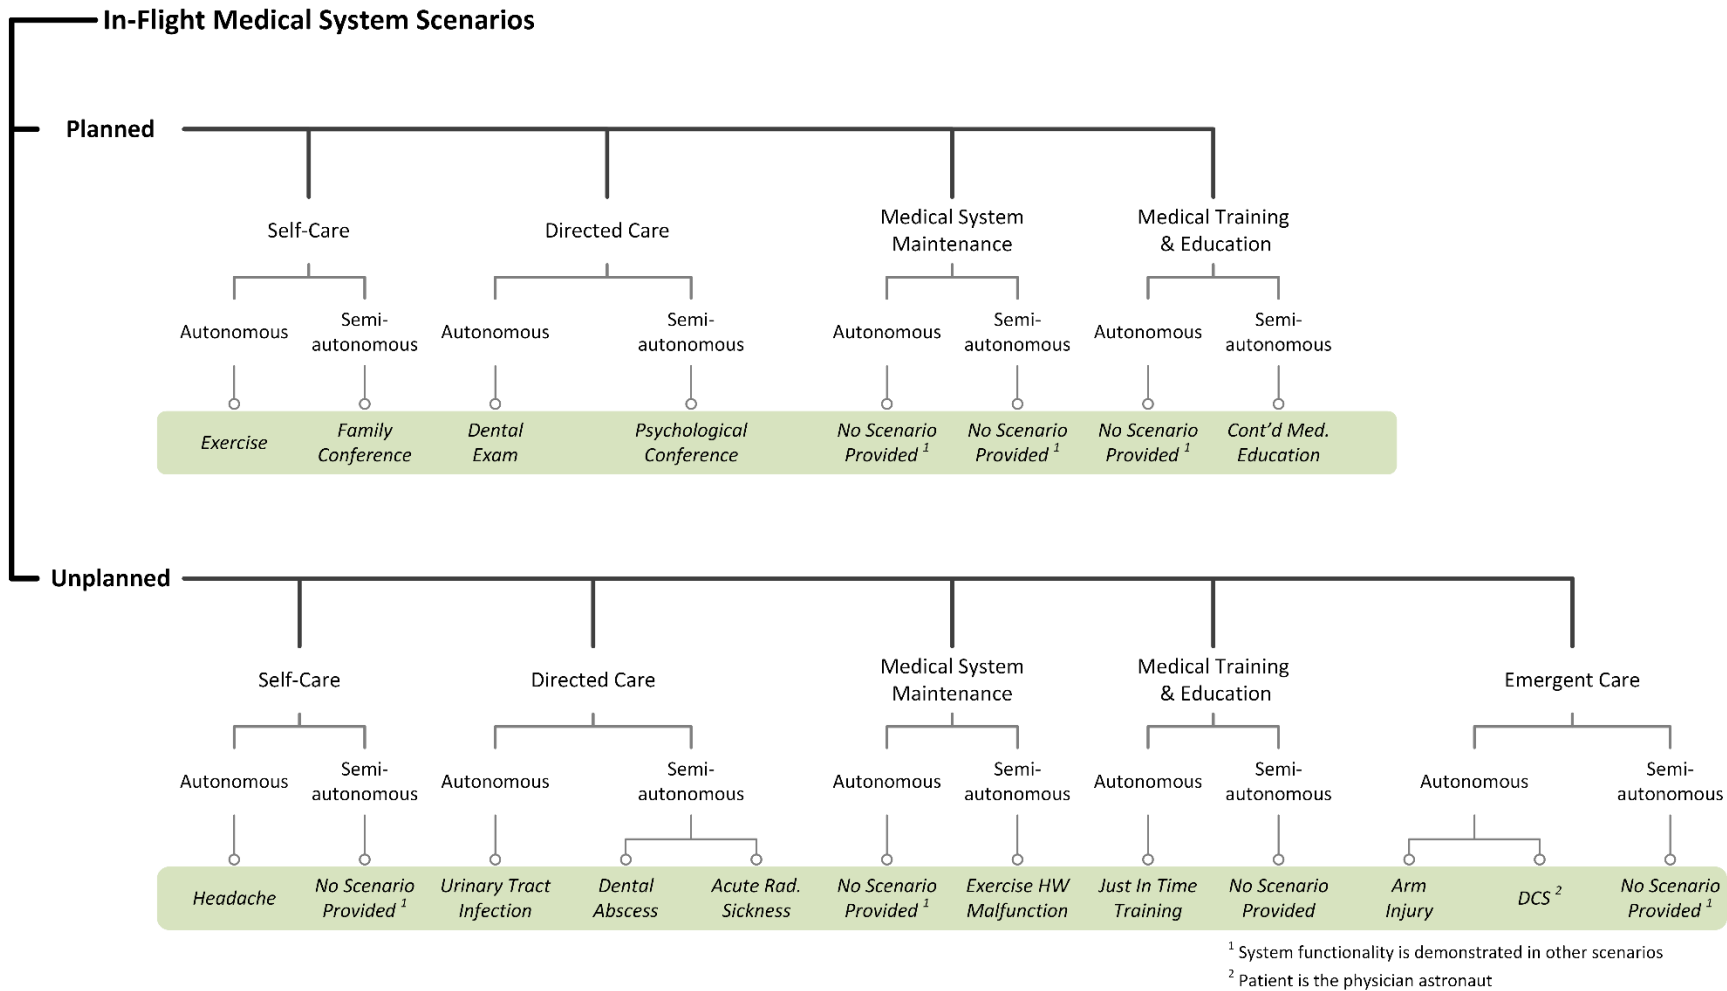 In-Flight Medical System Scenarios
Planned
Self-Care
Directed Care
Medical System
Maintenance
Medical Training
& Education
Autonomous
Semi-
autonomous
Autonomous
Semi-
autonomous
Autonomous
Semi-
autonomous
Autonomous
Semi-
autonomous
Exercise
Family
Conference
Dental
Exam
Psychological
Conference
No Scenario
Provided 1
No Scenario
Provided 1
No Scenario
Provided 1
Cont’d Med.
Education
Unplanned
Self-Care
Directed Care
Medical System
Maintenance
Medical Training
& Education
Emergent Care
Autonomous
Semi-
autonomous
Autonomous
Semi-
autonomous
Autonomous
Semi-
autonomous
Autonomous
Semi-
autonomous
Autonomous
Semi-
autonomous
Headache
No Scenario
Provided 1
Urinary Tract
Infection
Dental
Abscess
Acute Rad.
Sickness
No Scenario
Provided 1
Exercise HW
Malfunction
Just In Time
Training
No Scenario
Provided
Arm
Injury
DCS 2
No Scenario
Provided 1
1 System functionality is demonstrated in other scenarios
2 Patient is the physician astronaut